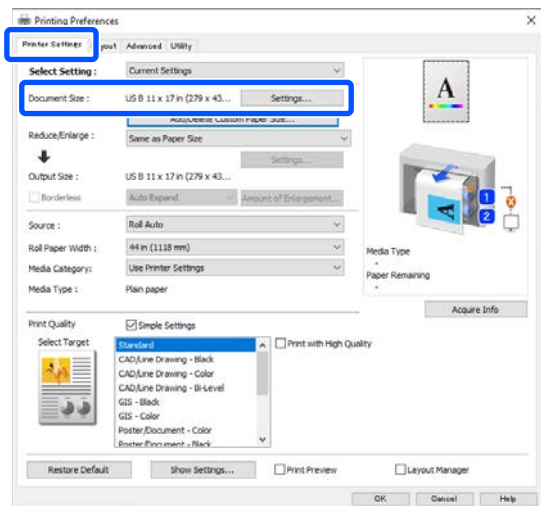 Printing Preferences
Printer Settings yout Advanced Utility
Select Setting : Current Settings
Document Size : US B 11 x 17 in (279 x 43... Settings...
Add/Delete Custom Paper Size...
Reduce/Enlarge : Same as Paper Size
Settings...
Output Size : US B 11 x 17 in (279 x 43...
Borderless Auto Expand Amount of Enlargement...
Source : Roll Auto
Roll Paper Width : 44 in (1118 mm)
Media Category: Use Printer Settings
Media Type : Plain paper
Print Quality Simple Settings
Select Target
Standard
CAD/Line Drawing - Black
CAD/Line Drawing - Color
CAD/Line Drawing - Bi-Level
GIS - Black
GIS - Color
Poster/Document - Color
Poster/Document - Black
Print with High Quality
A
A
1
2
Media Type
-
Paper Remaining
-
Acquire Info
Restore Default Show Settings... Print Preview Layout Manager
OK Cancel Help